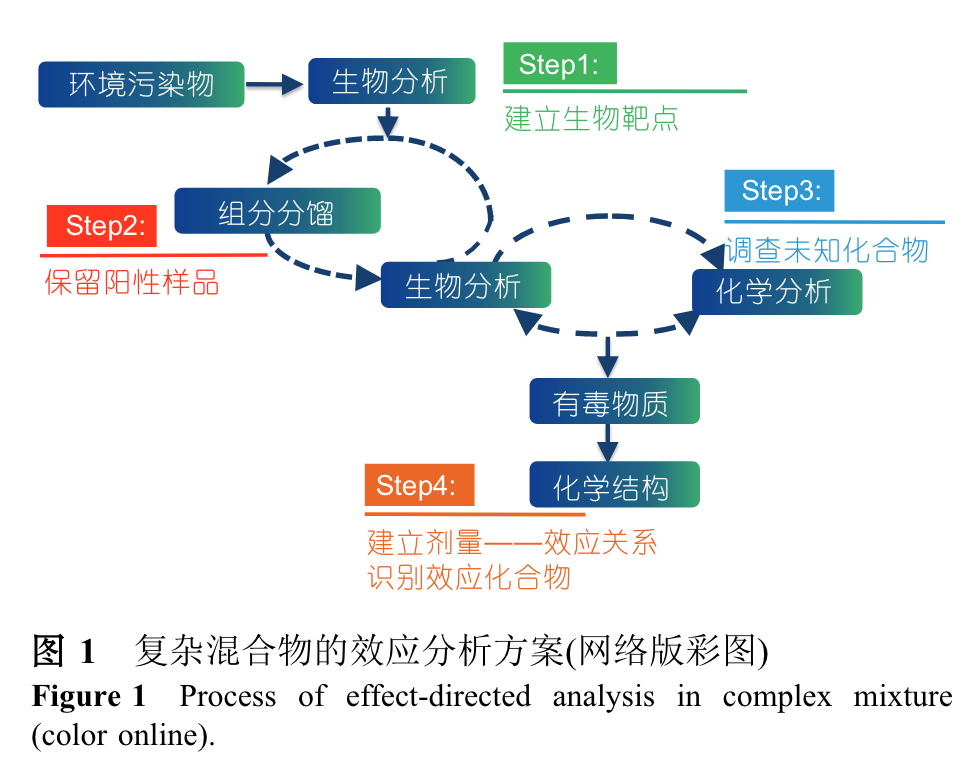 环境污染物
生物分析
Step1:
建立生物靶点
组分分馏
Step2:
保留阳性样品
Step3:
调查未知化合物
生物分析
化学分析
有毒物质
化学结构
Step4:
建立剂量——效应关系
识别效应化合物
图 1 复杂混合物的效应分析方案(网络版彩图)
Figure 1 Process of effect-directed analysis in complex mixture
(color online).